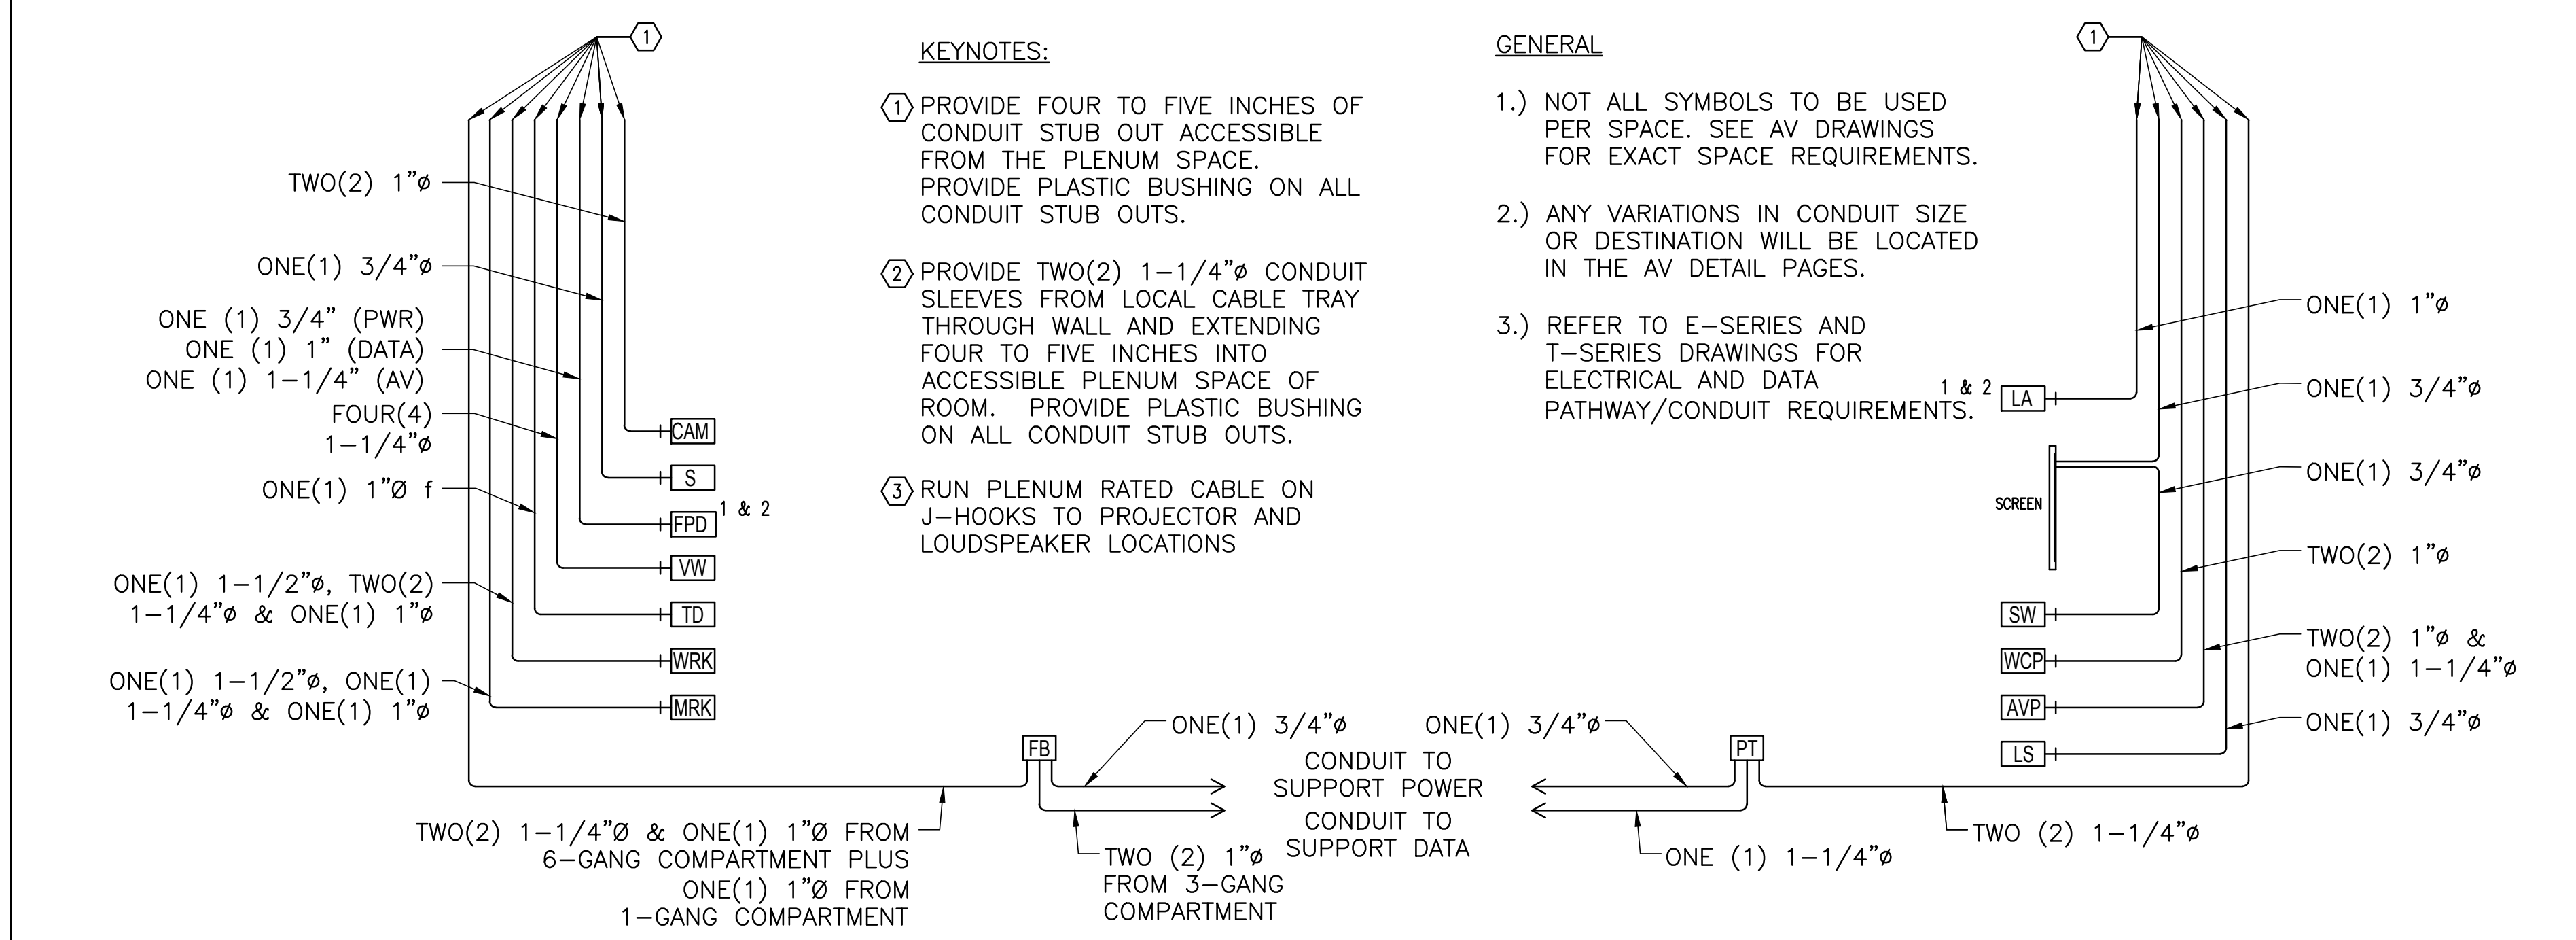 1
TWO(2) 1"ø
ONE(1) 3/4"ø
ONE (1) 3/4" (PWR)
ONE (1) 1" (DATA)
ONE (1) 1-1/4" (AV)
FOUR(4)
1-1/4"ø
ONE(1) 1"Ø f
ONE(1) 1-1/2"ø, TWO(2)
1-1/4"ø & ONE(1) 1"ø
ONE(1) 1-1/2"ø, ONE(1)
1-1/4"ø & ONE(1) 1"ø
CAM
S
FPD 1 & 2
VW
TD
WRK
MRK
KEYNOTES:
1 PROVIDE FOUR TO FIVE INCHES OF
CONDUIT STUB OUT ACCESSIBLE
FROM THE PLENUM SPACE.
PROVIDE PLASTIC BUSHING ON ALL
CONDUIT STUB OUTS.
2 PROVIDE TWO(2) 1-1/4"ø CONDUIT
SLEEVES FROM LOCAL CABLE TRAY
THROUGH WALL AND EXTENDING
FOUR TO FIVE INCHES INTO
ACCESSIBLE PLENUM SPACE OF
ROOM. PROVIDE PLASTIC BUSHING
ON ALL CONDUIT STUB OUTS.
3 RUN PLENUM RATED CABLE ON
J-HOOKS TO PROJECTOR AND
LOUDSPEAKER LOCATIONS
GENERAL
1.) NOT ALL SYMBOLS TO BE USED
PER SPACE. SEE AV DRAWINGS
FOR EXACT SPACE REQUIREMENTS.
2.) ANY VARIATIONS IN CONDUIT SIZE
OR DESTINATION WILL BE LOCATED
IN THE AV DETAIL PAGES.
3.) REFER TO E-SERIES AND
T-SERIES DRAWINGS FOR
ELECTRICAL AND DATA
PATHWAY/CONDUIT REQUIREMENTS.
1
1 & 2 LA
SCREEN
SW
WCP
AVP
LS
ONE(1) 1"ø
ONE(1) 3/4"ø
ONE(1) 3/4"ø
TWO(2) 1"ø
TWO(2) 1"ø &
ONE(1) 1-1/4"ø
ONE(1) 3/4"ø
FB
ONE(1) 3/4"ø
ONE(1) 3/4"ø
PT
CONDUIT TO
SUPPORT POWER
CONDUIT TO
SUPPORT DATA
TWO(2) 1-1/4"Ø & ONE(1) 1"Ø FROM
6-GANG COMPARTMENT PLUS
ONE(1) 1"Ø FROM
1-GANG COMPARTMENT
TWO (2) 1"ø
FROM 3-GANG
COMPARTMENT
ONE (1) 1-1/4"ø
TWO (2) 1-1/4"ø